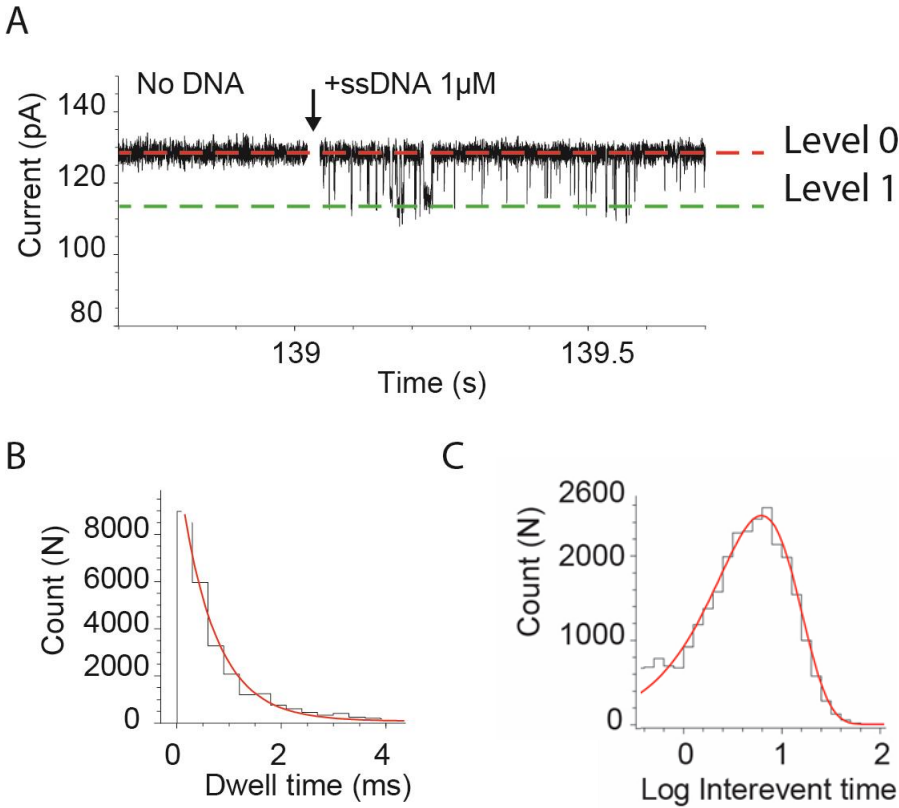 A
No DNA
+ssDNA 1µM
140
120
100
80
Current (pA)
Level 0
Level 1
139
139.5
Time (s)
B
8000
6000
4000
2000
0
Count (N)
0
2
4
Dwell time (ms)
C
2600
2000
1000
0
Count (N)
0
1
2
Log Interevent time